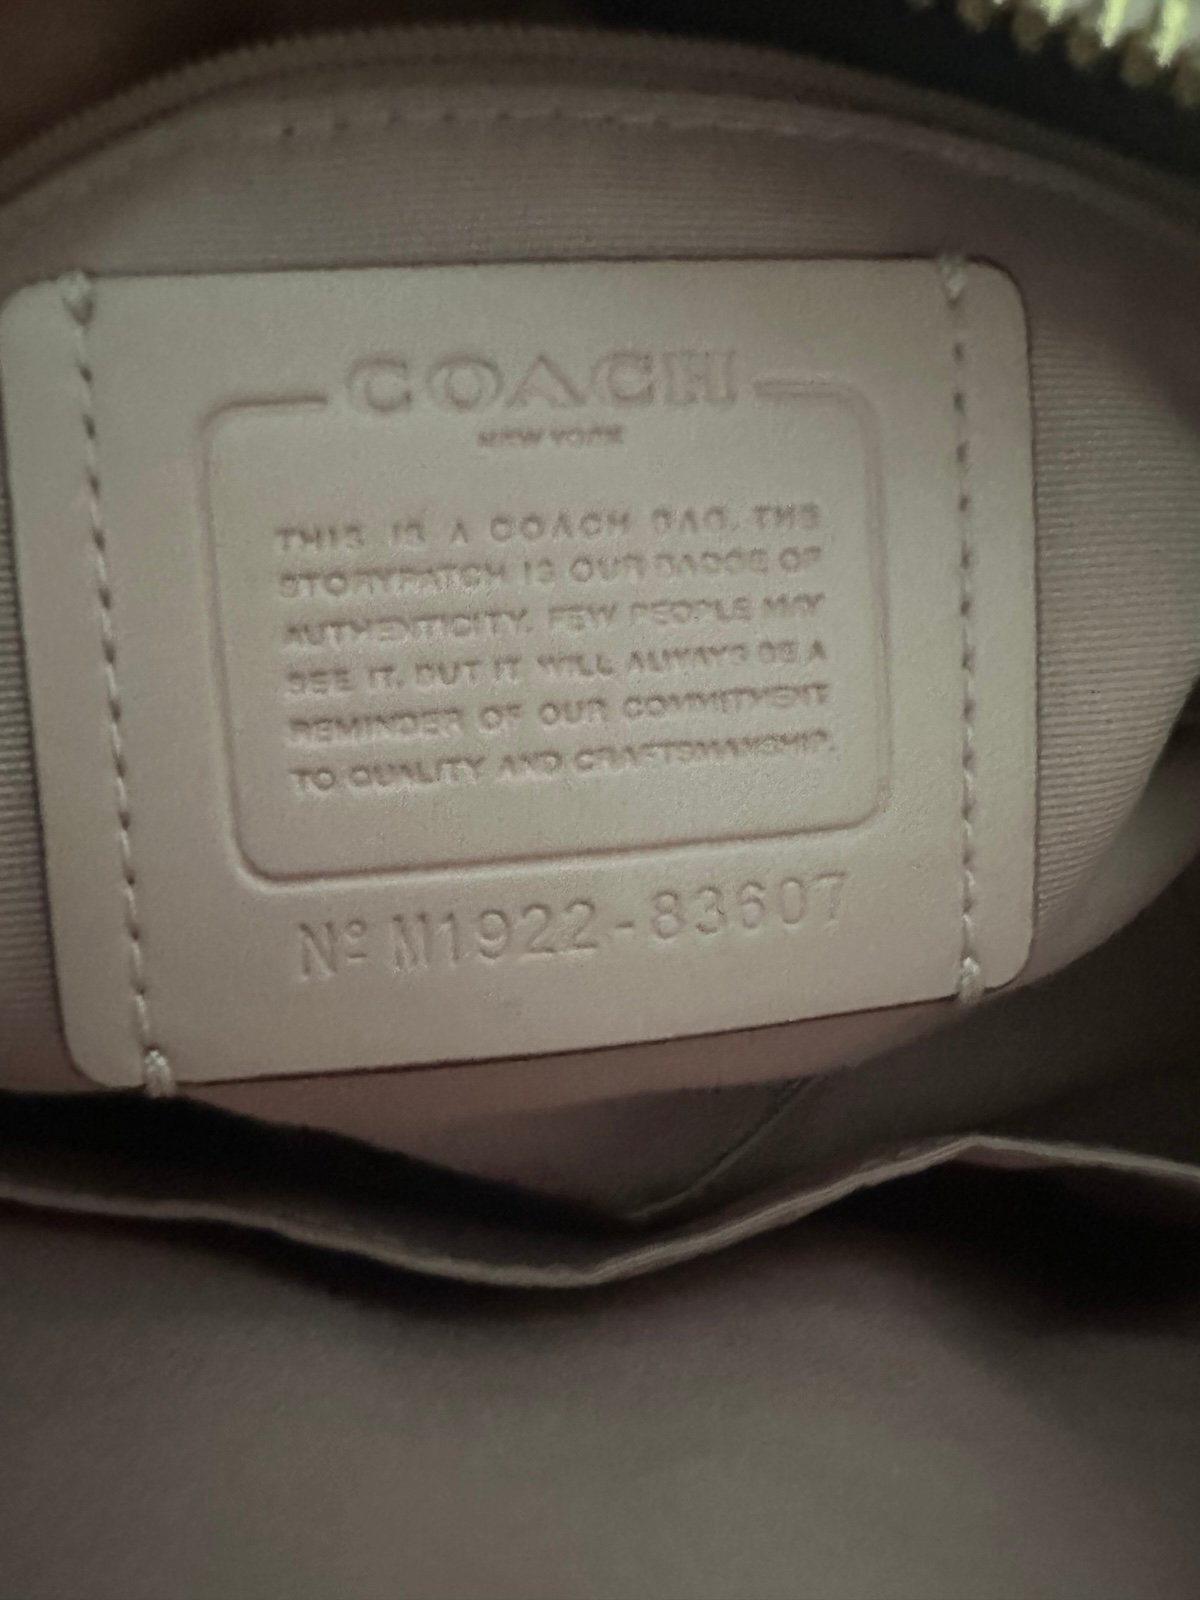 COACH
NEW YORK
THIS IS A COACH BAG. THE
STORYPATCH IS OUR BADGE OF
AUTHENTICITY. FEW PEOPLE MAY
SEE IT. BUT IT WILL ALWAYS BE A
REMINDER OF OUR COMMITMENT
TO QUALITY AND CRAFTSMANSHIP.
Nº M1922-83607